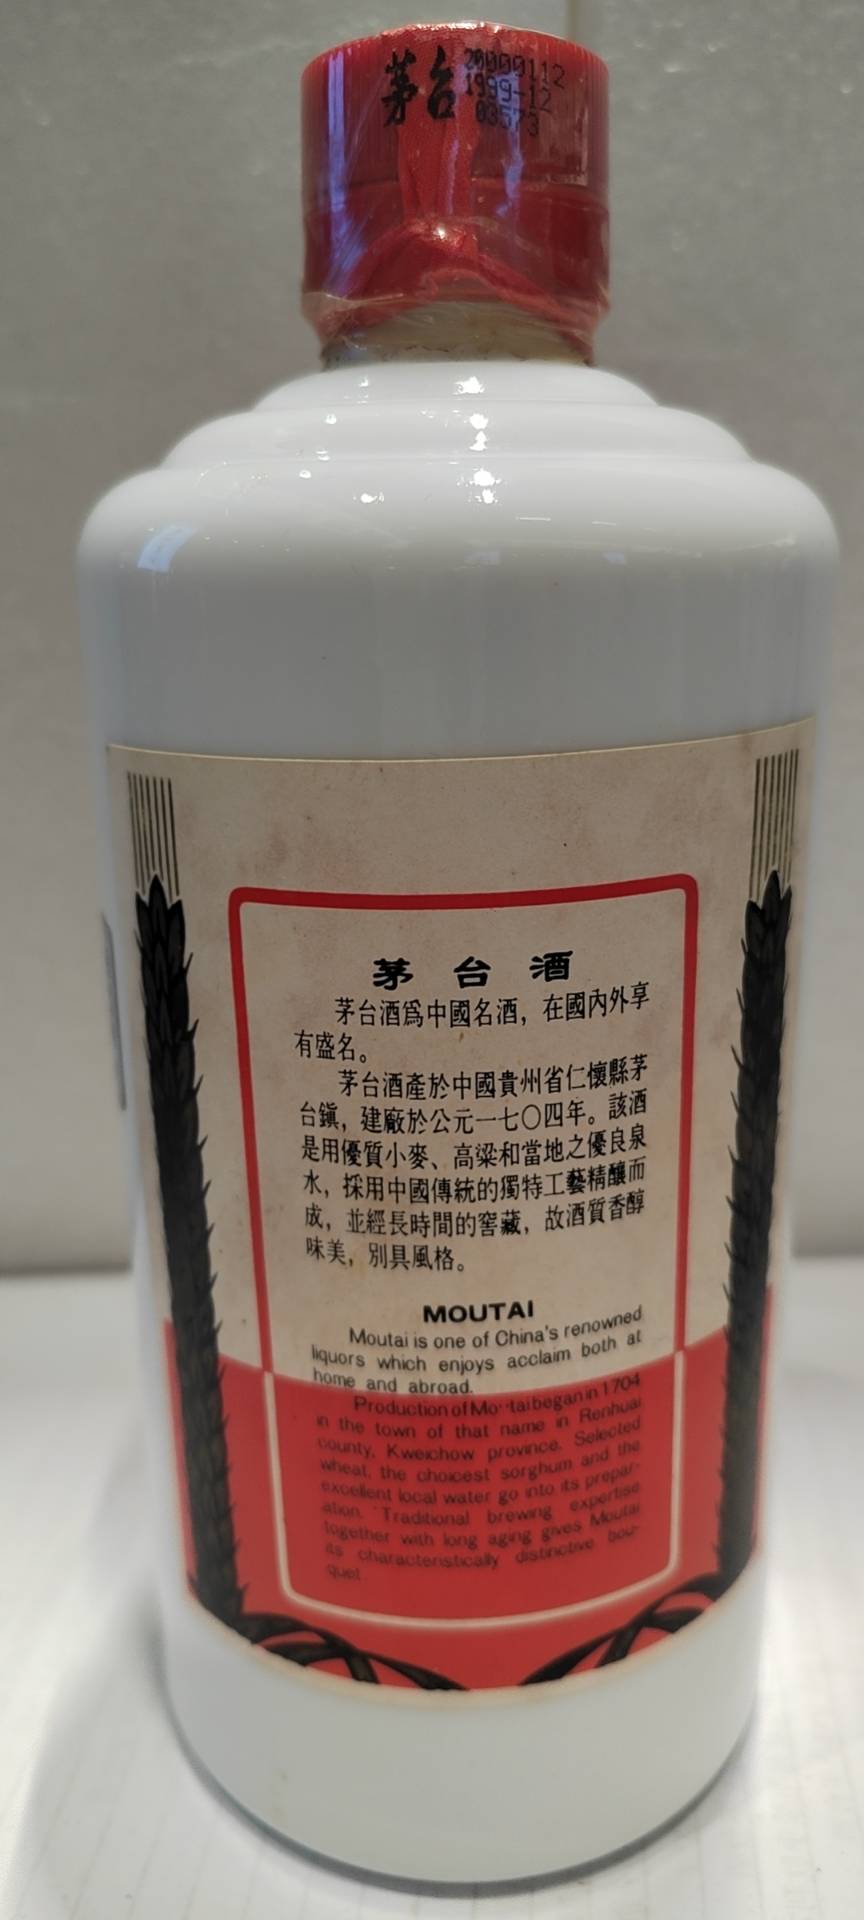 茅台
20000112
1999-12
03573
茅台酒
茅台酒爲中國名酒，在國内外享
有盛名。
茅台酒產於中國貴州省仁懷縣茅
台鎮，建廠於公元一七〇四年。該酒
是用優質小麥、高粱和當地之優良泉
水，採用中國傳統的獨特工藝精釀而
成，並經長時間的窖藏，故酒質香醇
味美，別具風格。
MOUTAI
Moutai is one of China's renowned
liquors which enjoys acclaim both at
home and abroad.
Production of Mo··tai began in 1704
in the town of that name in Renhuai
county, Kweichow province. Selected
wheat, the choicest sorghum and the
excellent local water go into its prepar-
ation. Traditional brewing expertise
together with long aging gives Moutai
its characteristically distinctive bou-
quet